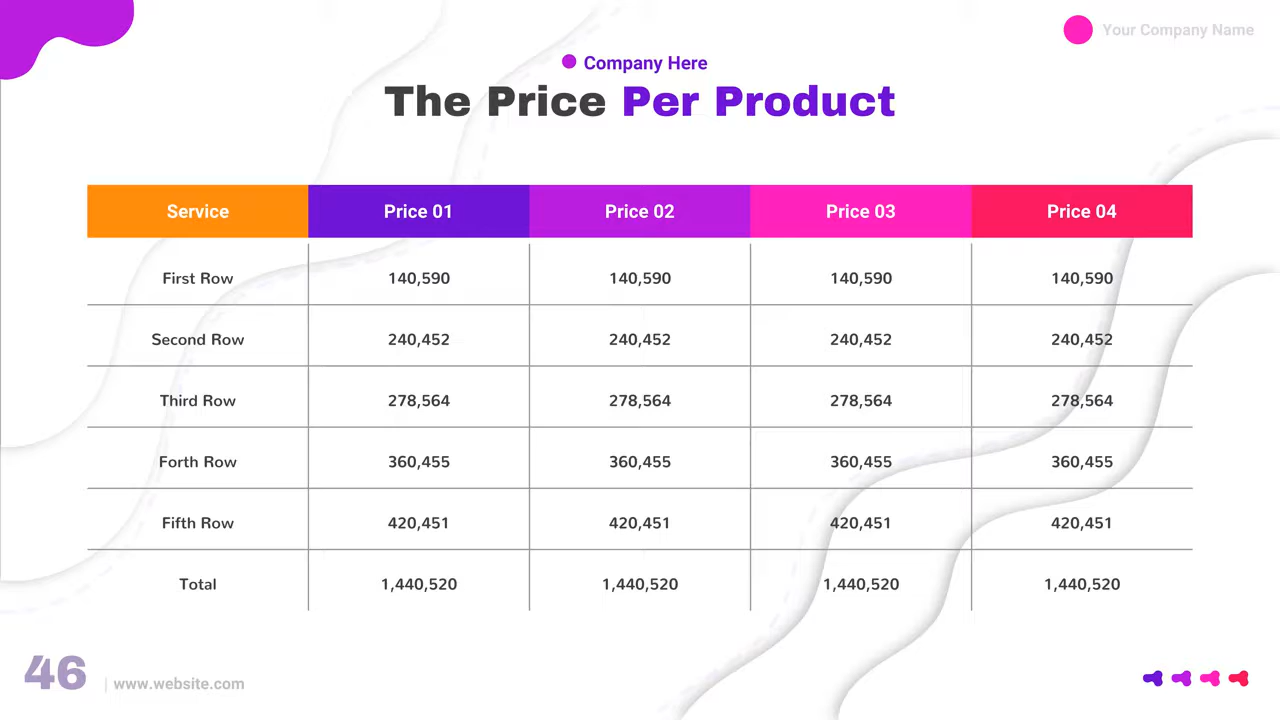 Your Company Name
Company Here
The Price Per Product
Service Price 01 Price 02 Price 03 Price 04
First Row 140,590 140,590 140,590 140,590
Second Row 240,452 240,452 240,452 240,452
Third Row 278,564 278,564 278,564 278,564
Forth Row 360,455 360,455 360,455 360,455
Fifth Row 420,451 420,451 420,451 420,451
Total 1,440,520 1,440,520 1,440,520 1,440,520
46 | www.website.com